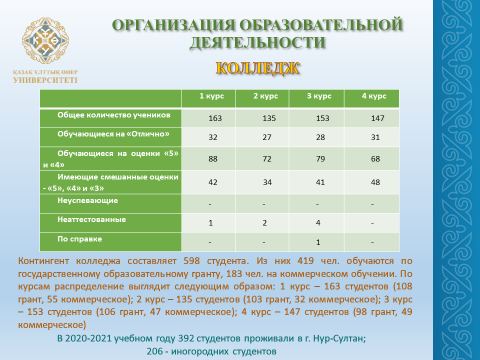 ОРГАНИЗАЦИЯ ОБРАЗОВАТЕЛЬНОЙ
ДЕЯТЕЛЬНОСТИ
КОЛЛЕДЖ
ҚАЗАҚ ҰЛТТЫҚ ӨНЕР
УНИВЕРСИТЕТІ
1 курс 2 курс 3 курс 4 курс
Общее количество учеников 163 135 153 147
Обучающиеся на «Отлично» 32 27 28 31
Обучающиеся на оценки «5»
и «4» 88 72 79 68
Имеющие смешанные оценки
- «5», «4» и «3» 42 34 41 48
Неуспевающие - - - -
Неаттестованные 1 2 4 -
По справке - - 1 -
Контингент колледжа составляет 598 студента. Из них 419 чел. обучаются по
государственному образовательному гранту, 183 чел. на коммерческом обучении. По
курсам распределение выглядит следующим образом: 1 курс – 163 студентов (108
грант, 55 коммерческое); 2 курс – 135 студентов (103 грант, 32 коммерческое); 3 курс
– 153 студентов (106 грант, 47 коммерческое); 4 курс – 147 студентов (98 грант, 49
коммерческое)
В 2020-2021 учебном году 392 студентов проживали в г. Нур-Султан;
206 - иногородних студентов